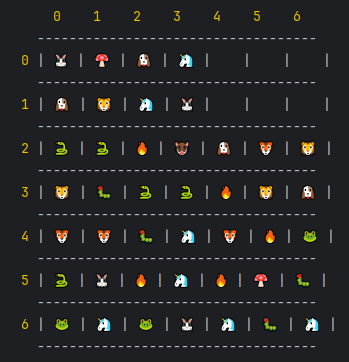 0 1 2 3 4 5 6
0 | 🐰 | 🍄 | 🐶 | 🦄 | | | |
1 | 🐶 | 🐯 | 🦄 | 🐰 | | | |
2 | 🐍 | 🐍 | 🔥 | 🐮 | 🐶 | 🦊 | 🐯 |
3 | 🐯 | 🐛 | 🐍 | 🐍 | 🔥 | 🐯 | 🐶 |
4 | 🦊 | 🦊 | 🐛 | 🦄 | 🦊 | 🔥 | 🐸 |
5 | 🐍 | 🐰 | 🔥 | 🦄 | 🔥 | 🍄 | 🐛 |
6 | 🐸 | 🦄 | 🐸 | 🐰 | 🦄 | 🐛 | 🦄 |